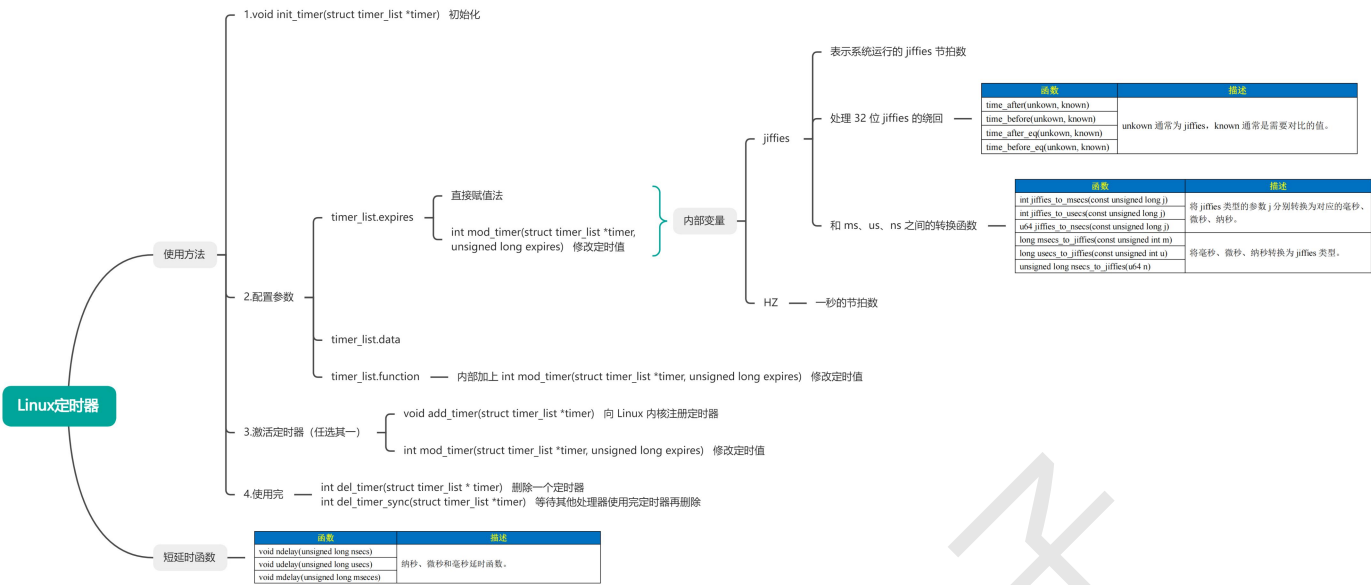 Linux定时器
使用方法
1.void init_timer(struct timer_list *timer) 初始化
2.配置参数
timer_list.expires
直接赋值法
int mod_timer(struct timer_list *timer,
unsigned long expires) 修改定时值
内部变量
jiffies
表示系统运行的 jiffies 节拍数
处理 32 位 jiffies 的绕回
函数 描述
time_after(unkown, known)
time_before(unkown, known)
time_after_eq(unkown, known)
time_before_eq(unkown, known)
unkown 通常为 jiffies，known 通常是需要对比的值。
和 ms、us、ns 之间的转换函数
函数 描述
int jiffies_to_msecs(const unsigned long j)
int jiffies_to_usecs(const unsigned long j)
u64 jiffies_to_nsecs(const unsigned long j)
将 jiffies 类型的参数 j 分别转换为对应的毫秒、
微秒、纳秒。
long msecs_to_jiffies(const unsigned int m)
long usecs_to_jiffies(const unsigned int u)
unsigned long nsecs_to_jiffies(u64 n)
将毫秒、微秒、纳秒转换为 jiffies 类型。
HZ
一秒的节拍数
timer_list.data
timer_list.function
内部加上 int mod_timer(struct timer_list *timer, unsigned long expires) 修改定时值
3.激活定时器（任选其一）
void add_timer(struct timer_list *timer) 向 Linux 内核注册定时器
int mod_timer(struct timer_list *timer, unsigned long expires) 修改定时值
4.使用完
int del_timer(struct timer_list * timer) 删除一个定时器
int del_timer_sync(struct timer_list *timer) 等待其他处理器使用完定时器再删除
短延时函数
函数 描述
void ndelay(unsigned long nsecs)
void udelay(unsigned long usecs)
void mdelay(unsigned long mseces)
纳秒、微秒和毫秒延时函数。